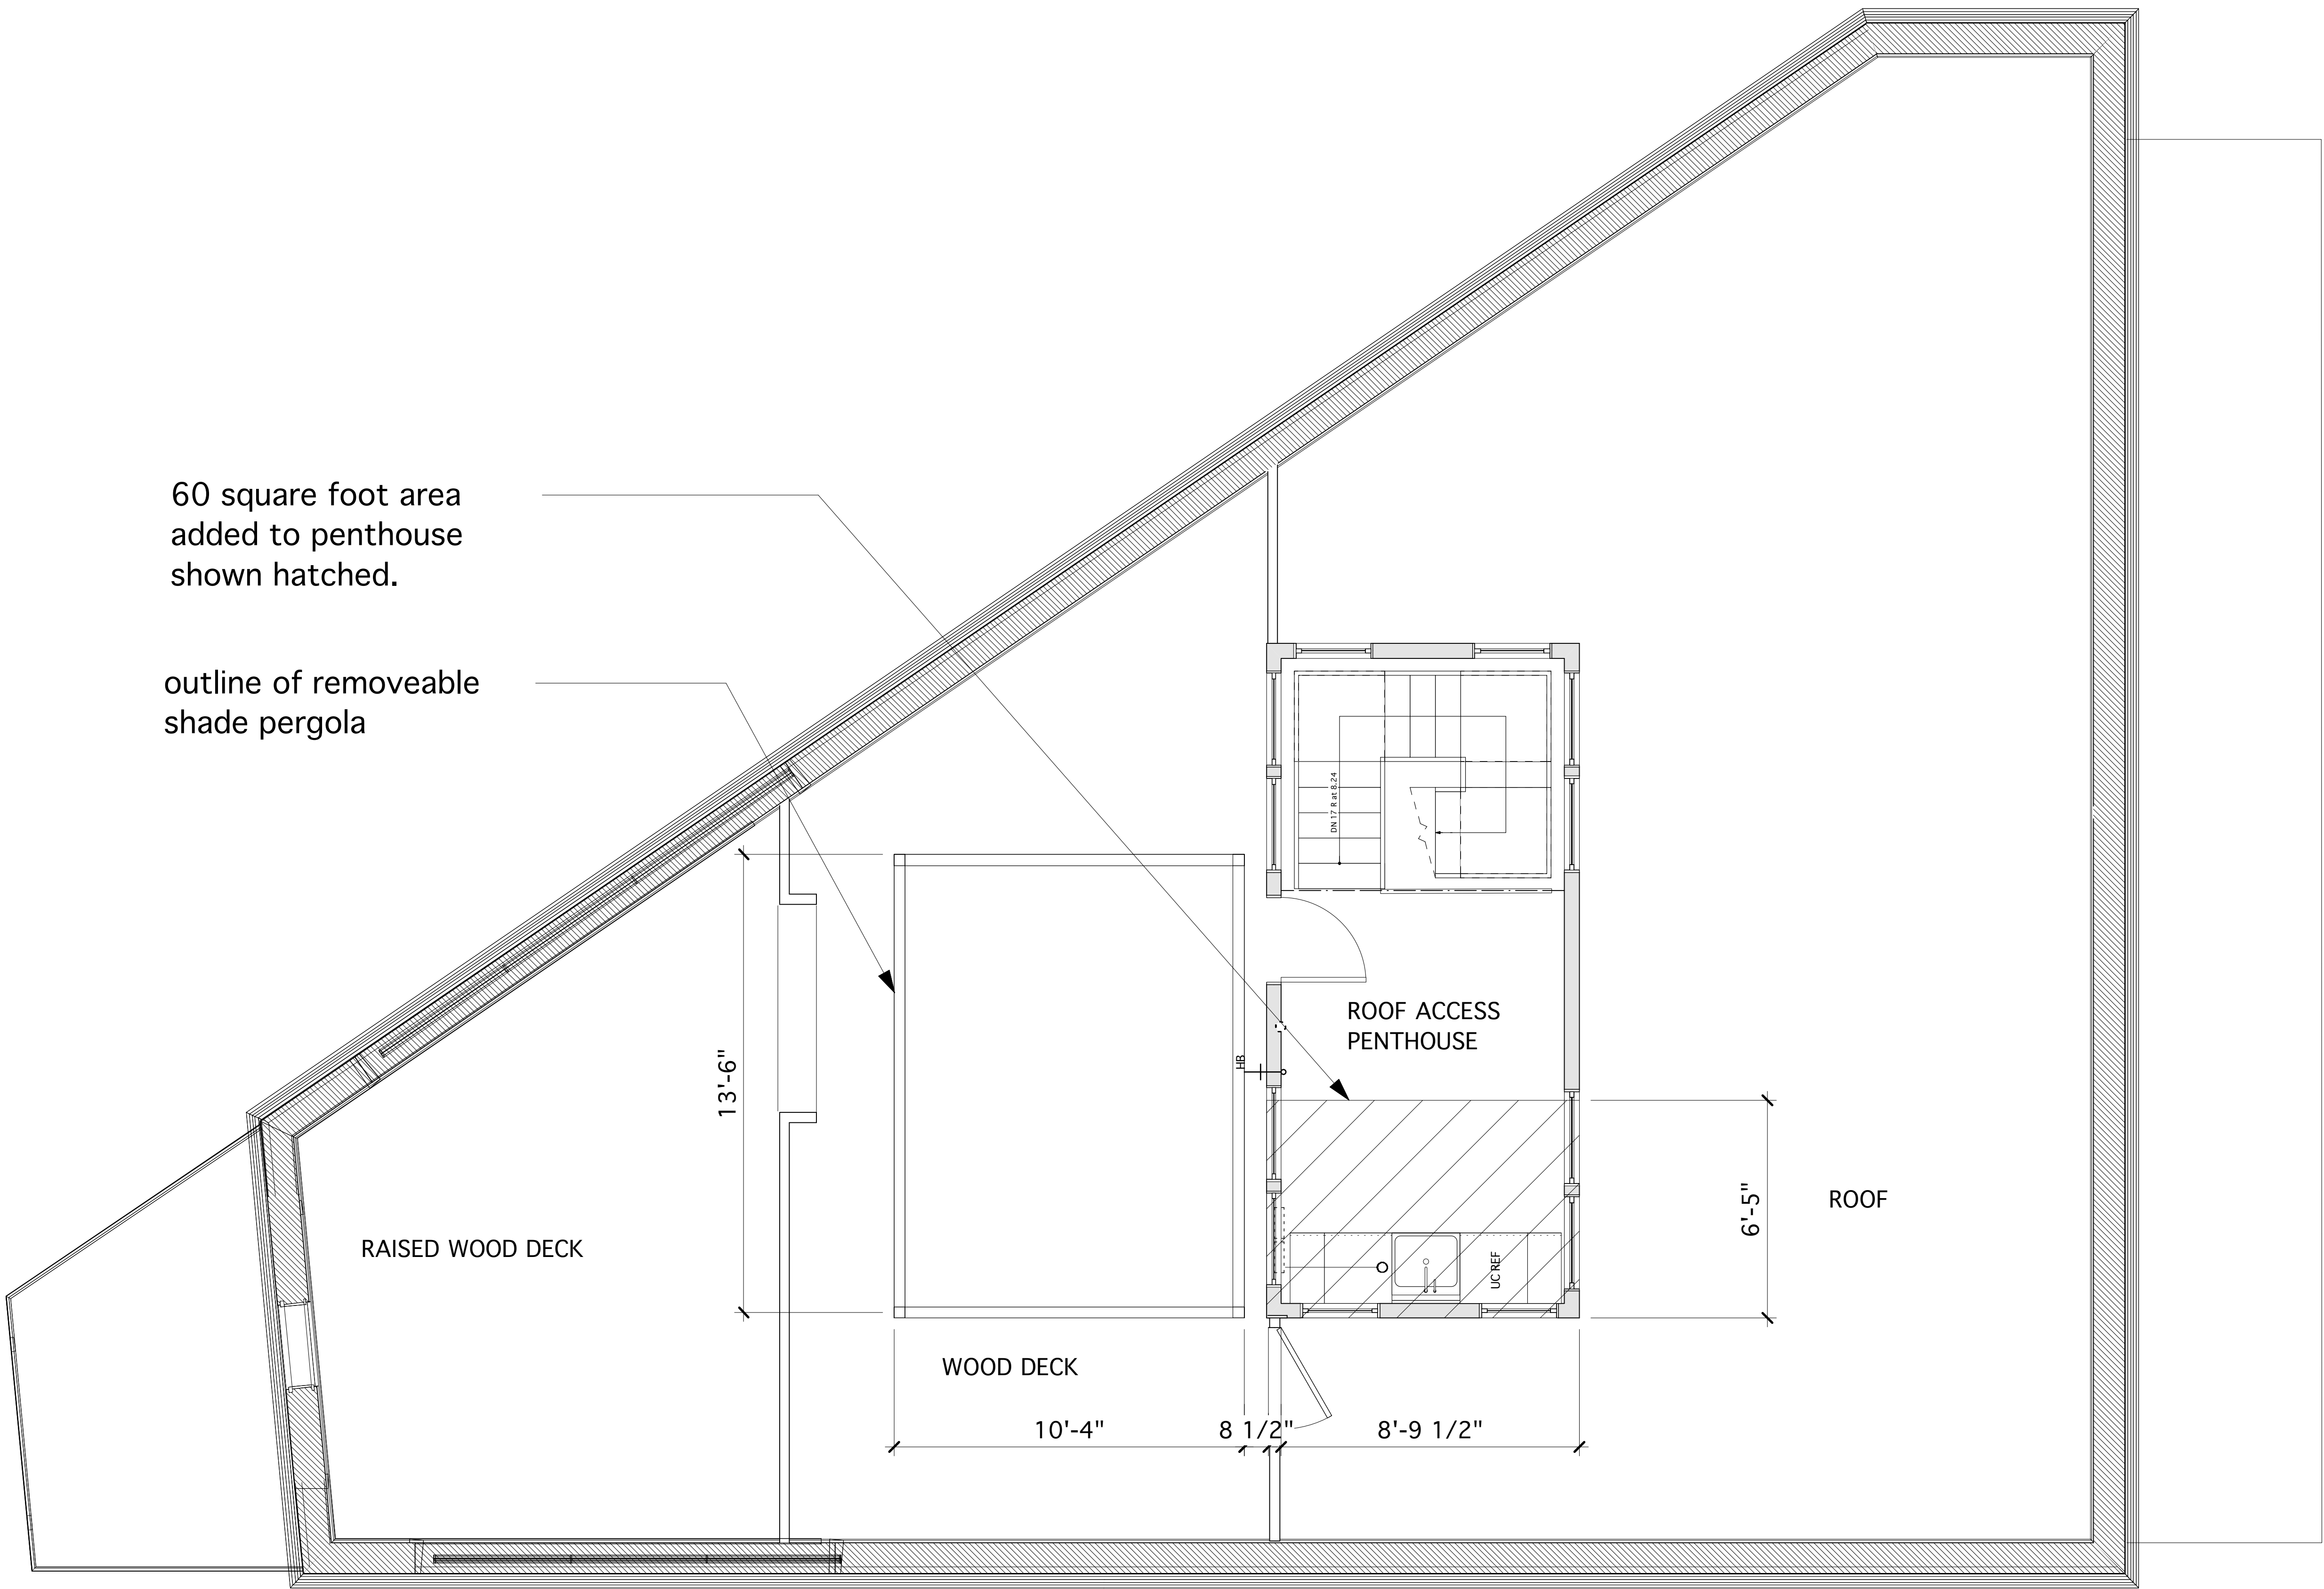 60 square foot area
added to penthouse
shown hatched.
outline of removeable
shade pergola
DN 17 R at 8.24
ROOF ACCESS
PENTHOUSE
HB
13'-6"
6'-5"
ROOF
RAISED WOOD DECK
UC REF
WOOD DECK
10'-4"
8 1/2"
8'-9 1/2"